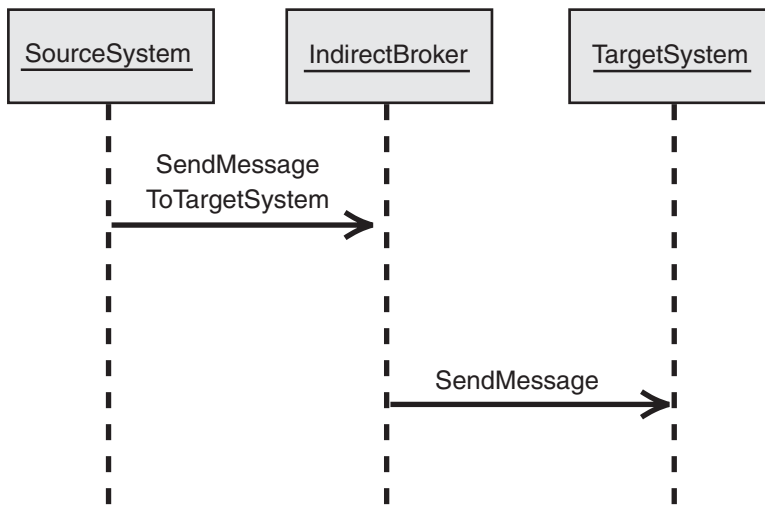 SourceSystem
IndirectBroker
TargetSystem
SendMessage
ToTargetSystem
SendMessage